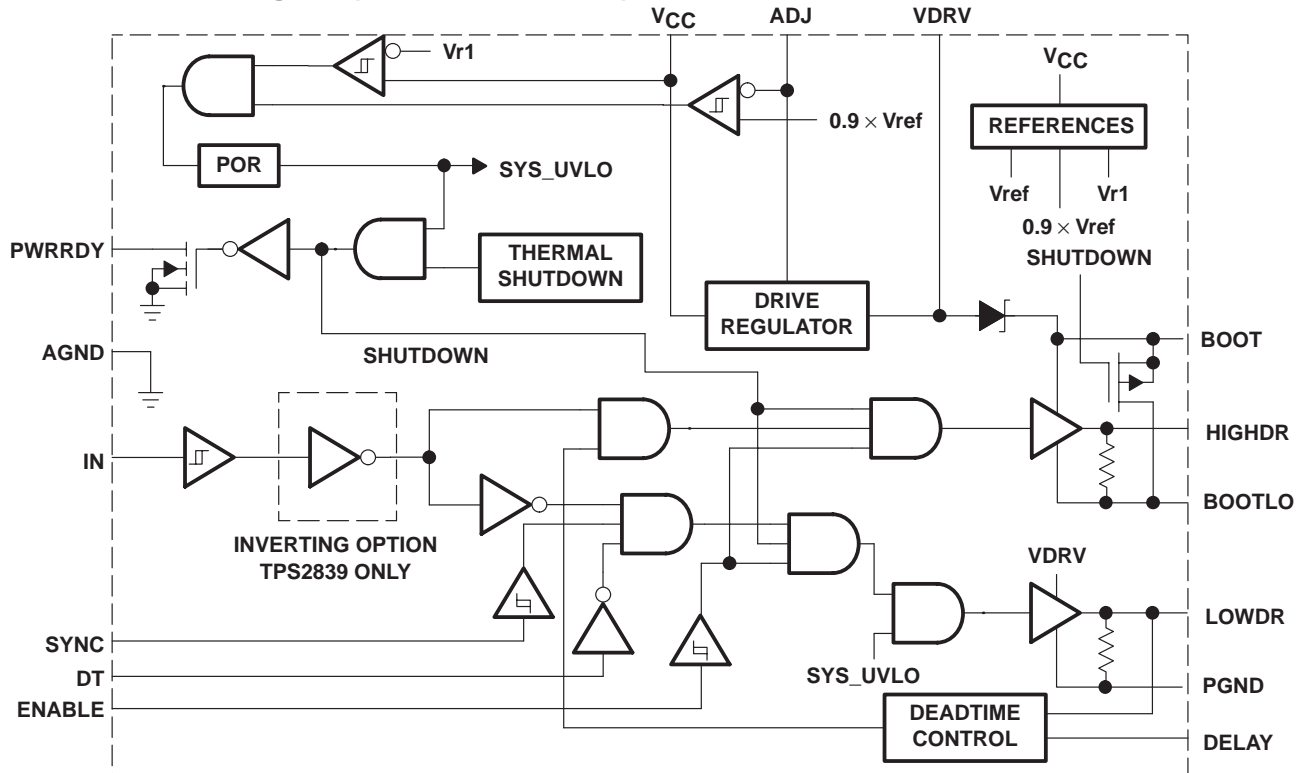 VCC
ADJ
VDRV
Vr1
VCC
0.9 × Vref
REFERENCES
POR
SYS_UVLO
Vref
Vr1
0.9 × Vref
PWRRDY
THERMAL
SHUTDOWN
SHUTDOWN
DRIVE
REGULATOR
BOOT
AGND
SHUTDOWN
HIGHDR
IN
BOOTLO
INVERTING OPTION
TPS2839 ONLY
VDRV
LOWDR
SYNC
DT
SYS_UVLO
PGND
ENABLE
DEADTIME
CONTROL
DELAY